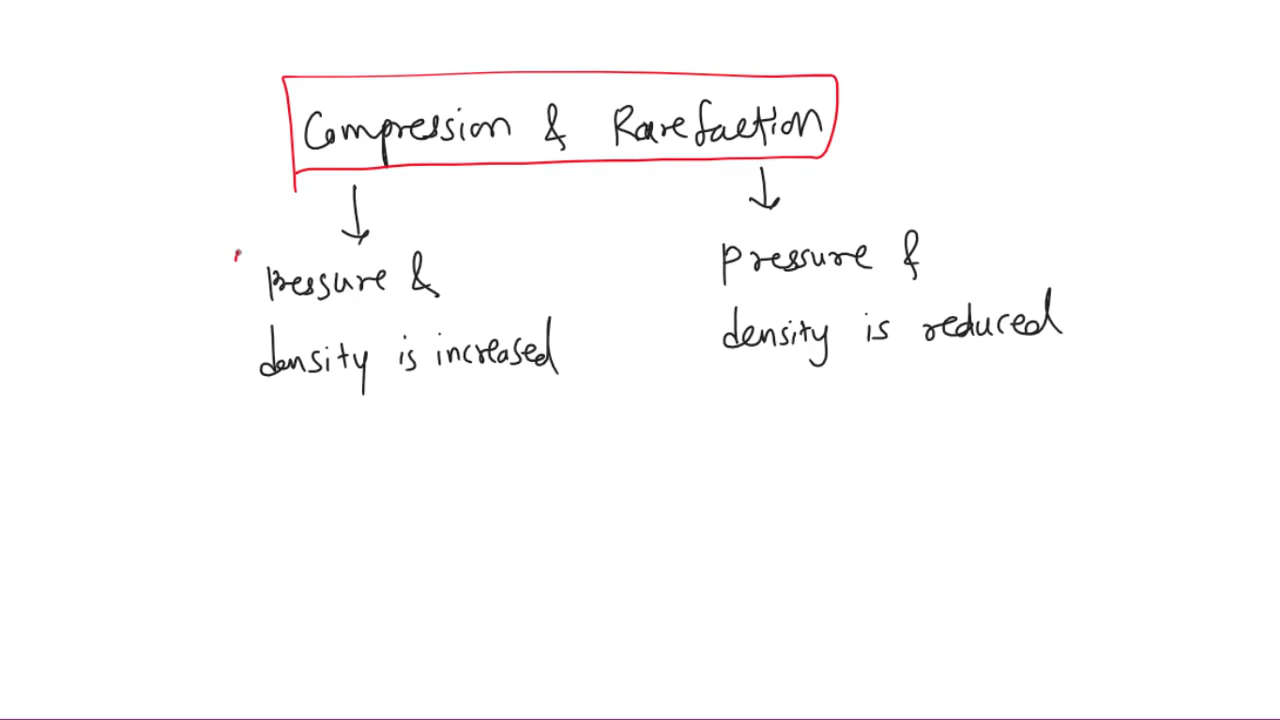 Compression & Rarefaction
pressure &
density is increased
pressure &
density is reduced